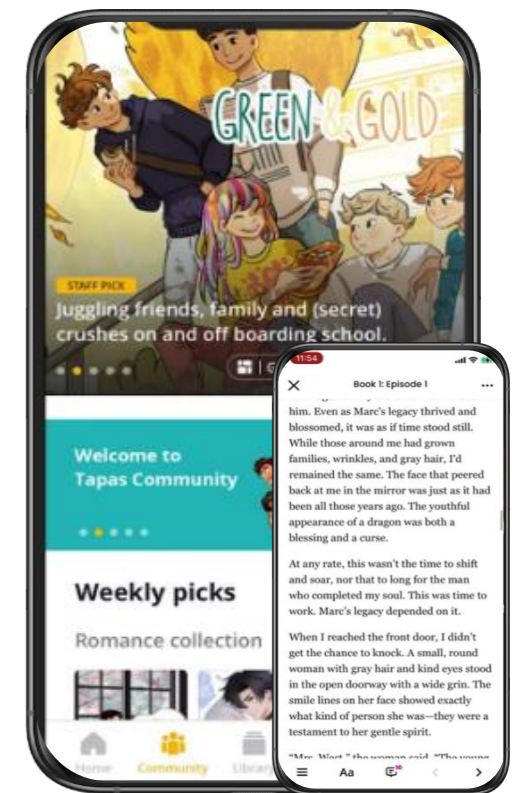 GREEN & GOLD
STAFF PICK
Juggling friends, family and (secret)
crushes on and off boarding school.
Welcome to
Tapas Community
Weekly picks
Romance collection
Home
Community
Library
11:54
Book 1: Episode 1
him. Even as Marc's legacy thrived and
blossomed, it was as if time stood still.
While those around me had grown
families, wrinkles, and gray hair, I'd
remained the same. The face that peered
back at me in the mirror was just as it had
been all those years ago. The youthful
appearance of a dragon was both a
blessing and a curse.
At any rate, this wasn't the time to shift
and soar, nor that to long for the man
who completed my soul. This was time to
work. Marc's legacy depended on it.
When I reached the front door, I didn't
get the chance to knock. A small, round
woman with gray hair and kind eyes stood
in the open doorway with a wide grin. The
smile lines on her face showed exactly
what kind of person she was—they were a
testament to her gentle spirit.
"Mrs. West," the woman said. "The young
Aa